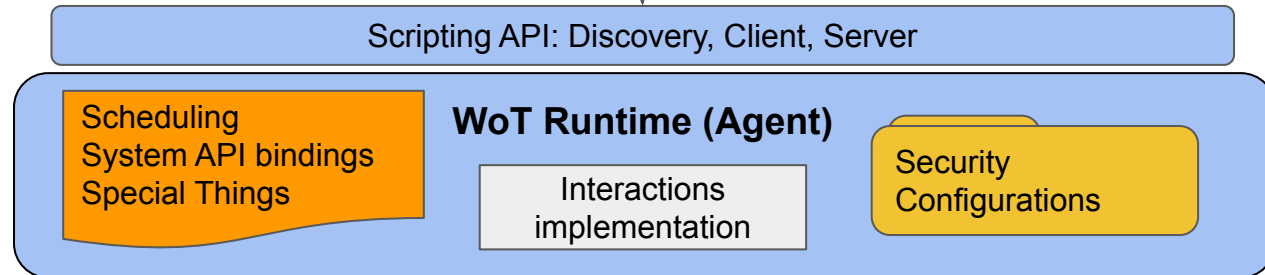 Scripting API: Discovery, Client, Server
WoT Runtime (Agent)
Scheduling
System API bindings
Special Things
Interactions
implementation
Security
Configurations